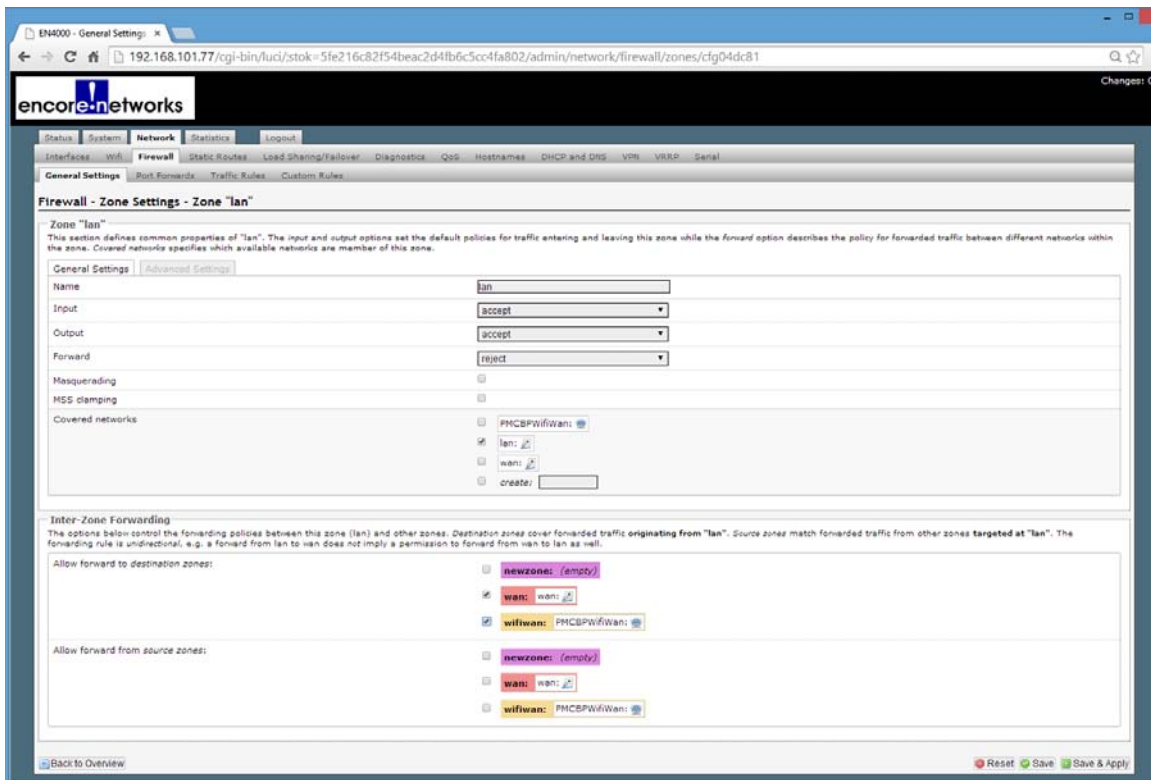 EN4000 - General Settings
192.168.101.77/cgi-bin/luci/;stok=5fe216c82f54beac2d4fb6c5cc4fa802/admin/network/firewall/zones/cfg04dc81
Changes: 0
encore!networks
Status System Network Statistics Logout
Interfaces Wifi Firewall Static Routes Load Sharing/Failover Diagnostics QoS Hostnames DHCP and DNS VPN VRRP Serial
General Settings Port Forwards Traffic Rules Custom Rules
Firewall - Zone Settings - Zone "lan"
Zone "lan"
This section defines common properties of "lan". The input and output options set the default policies for traffic entering and leaving this zone while the forward option describes the policy for forwarded traffic between different networks within
the zone. Covered networks specifies which available networks are member of this zone.
General Settings Advanced Settings
Name lan
Input accept
Output accept
Forward reject
Masquerading
MSS clamping
Covered networks PMCBPWifiWan:
lan:
wan:
create:
Inter-Zone Forwarding
The options below control the forwarding policies between this zone (lan) and other zones. Destination zones cover forwarded traffic originating from "lan". Source zones match forwarded traffic from other zones targeted at "lan". The
forwarding rule is unidirectional, e.g. a forward from lan to wan does not imply a permission to forward from wan to lan as well.
Allow forward to destination zones: newzone: (empty)
wan: wan:
wifiwan: PMCBPWifiWan:
Allow forward from source zones: newzone: (empty)
wan: wan:
wifiwan: PMCBPWifiWan:
Back to Overview Reset Save Save & Apply